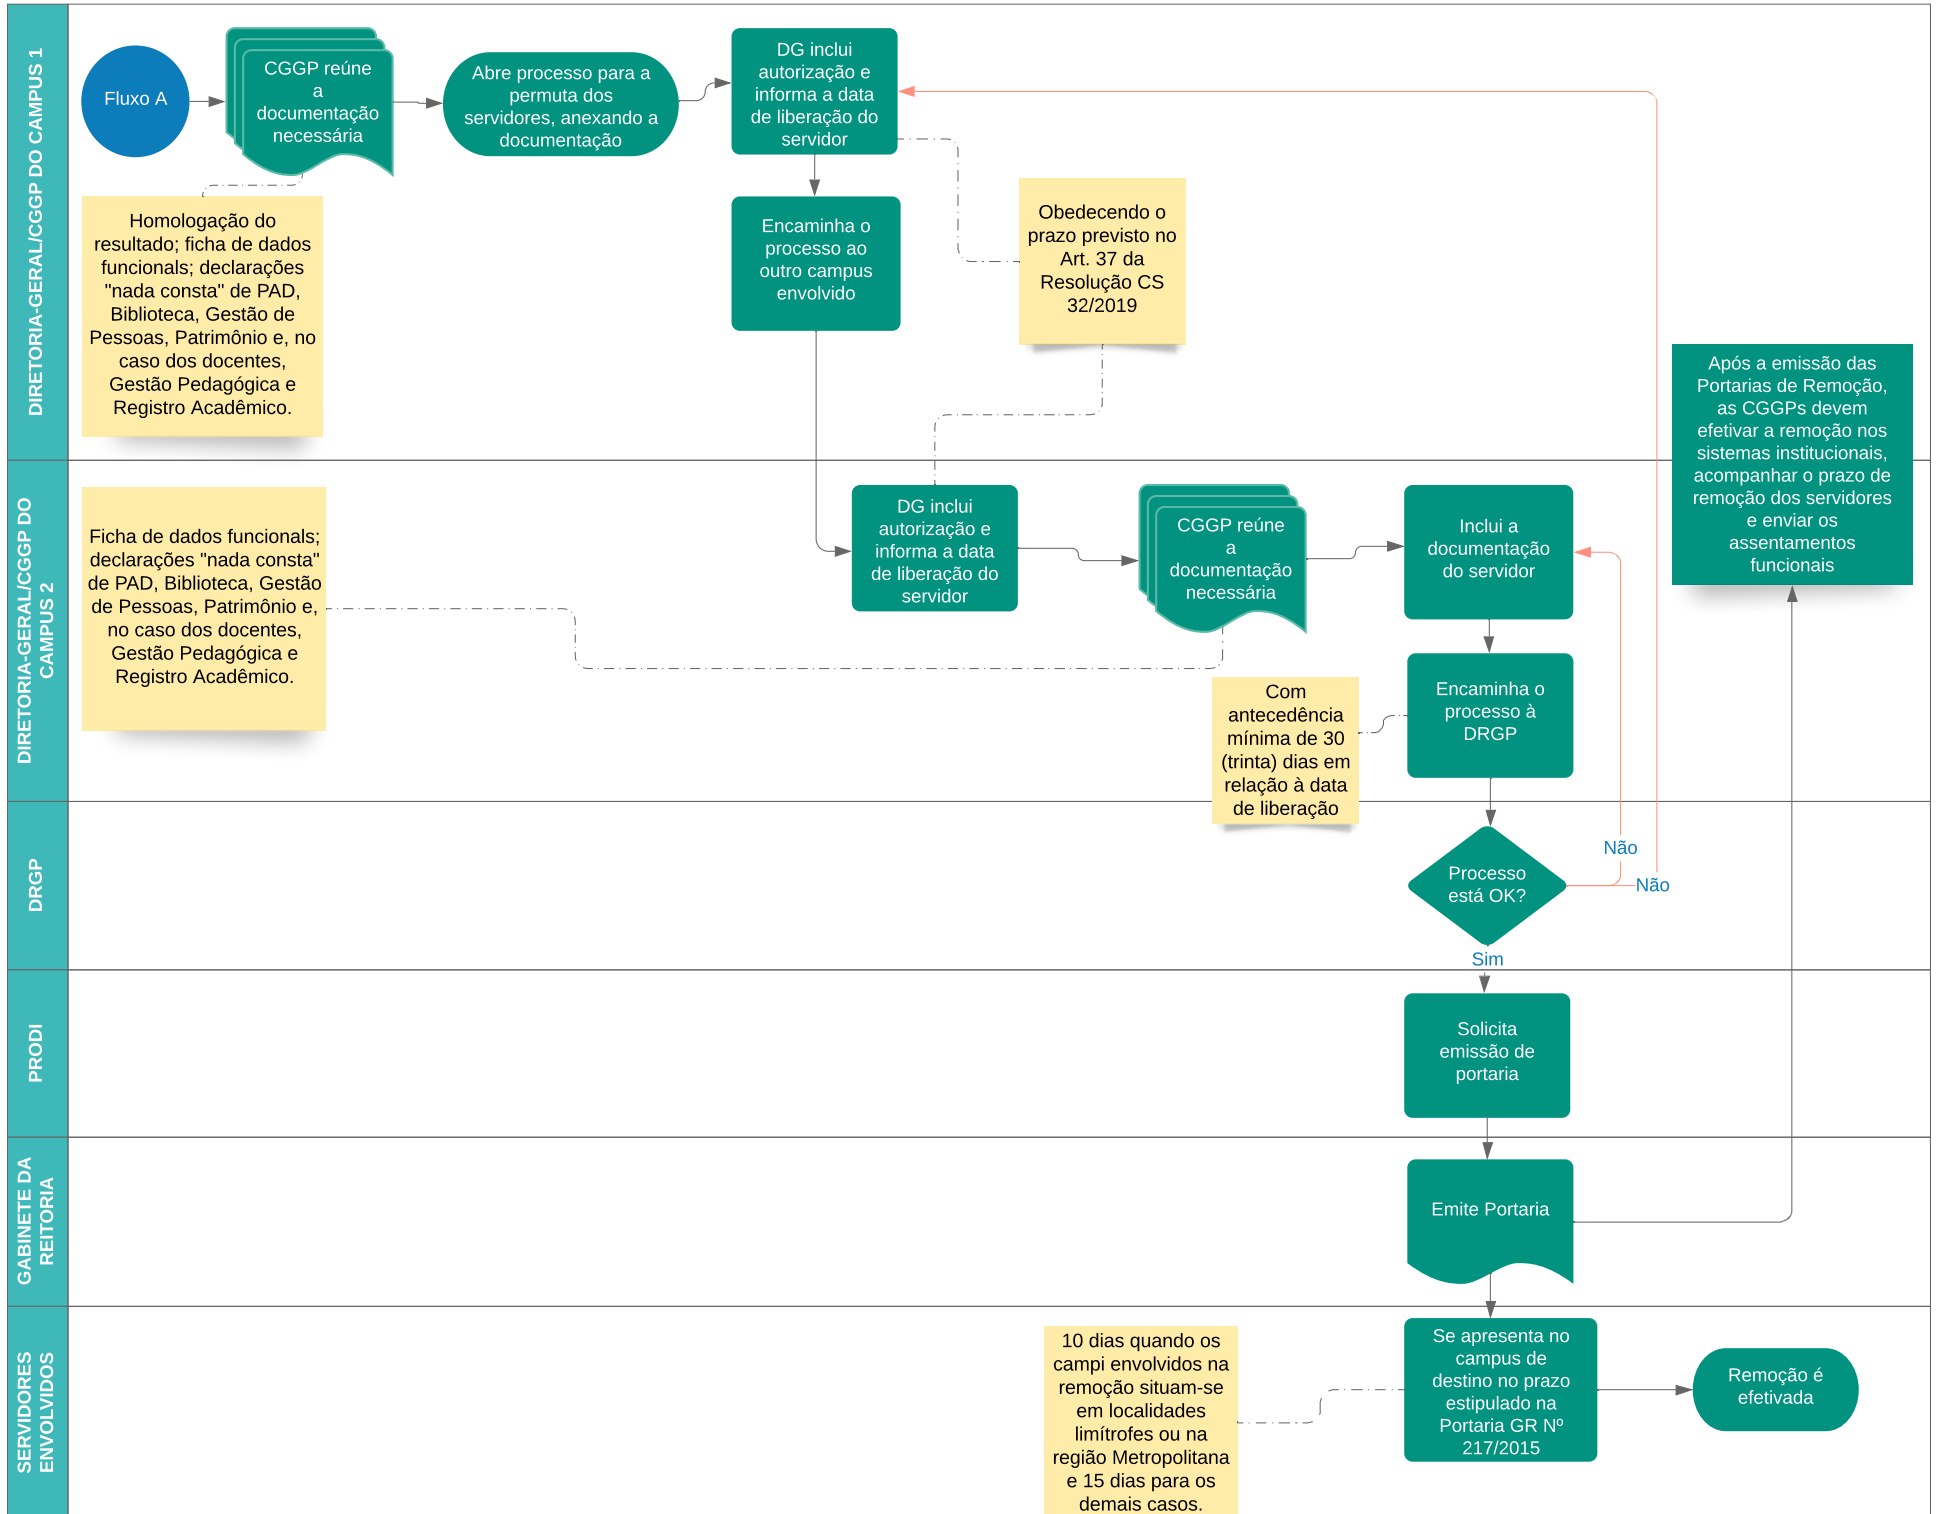 DIRETORIA-GERAL/CGGP DO CAMPUS 1
Fluxo A
CGGP reúne
a
documentação
necessária
Abre processo para a
permuta dos
servidores, anexando a
documentação
DG inclui
autorização e
informa a data
de liberação do
servidor
Homologação do
resultado; ficha de dados
funcionals; declarações
"nada consta" de PAD,
Biblioteca, Gestão de
Pessoas, Patrimônio e, no
caso dos docentes,
Gestão Pedagógica e
Registro Acadêmico.
Encaminha o
processo ao
outro campus
envolvido
Obedecendo o
prazo previsto no
Art. 37 da
Resolução CS
32/2019
Após a emissão das
Portarias de Remoção,
as CGGPs devem
efetivar a remoção nos
sistemas institucionais,
acompanhar o prazo de
remoção dos servidores
e enviar os
assentamentos
funcionais
DIRETORIA-GERAL/CGGP DO
CAMPUS 2
Ficha de dados funcionals;
declarações "nada consta"
de PAD, Biblioteca, Gestão
de Pessoas, Patrimônio e,
no caso dos docentes,
Gestão Pedagógica e
Registro Acadêmico.
DG inclui
autorização e
informa a data
de liberação do
servidor
CGGP reúne
a
documentação
necessária
Inclui a
documentação
do servidor
Com
antecedência
mínima de 30
(trinta) dias em
relação à data
de liberação
Encaminha o
processo à
DRGP
DRGP
Processo
está OK?
Não
Não
Sim
PRODI
Solicita
emissão de
portaria
GABINETE DA
REITORIA
Emite Portaria
SERVIDORES
ENVOLVIDOS
10 dias quando os
campi envolvidos na
remoção situam-se
em localidades
limítrofes ou na
região Metropolitana
e 15 dias para os
demais casos.
Se apresenta no
campus de
destino no prazo
estipulado na
Portaria GR Nº
217/2015
Remoção é
efetivada